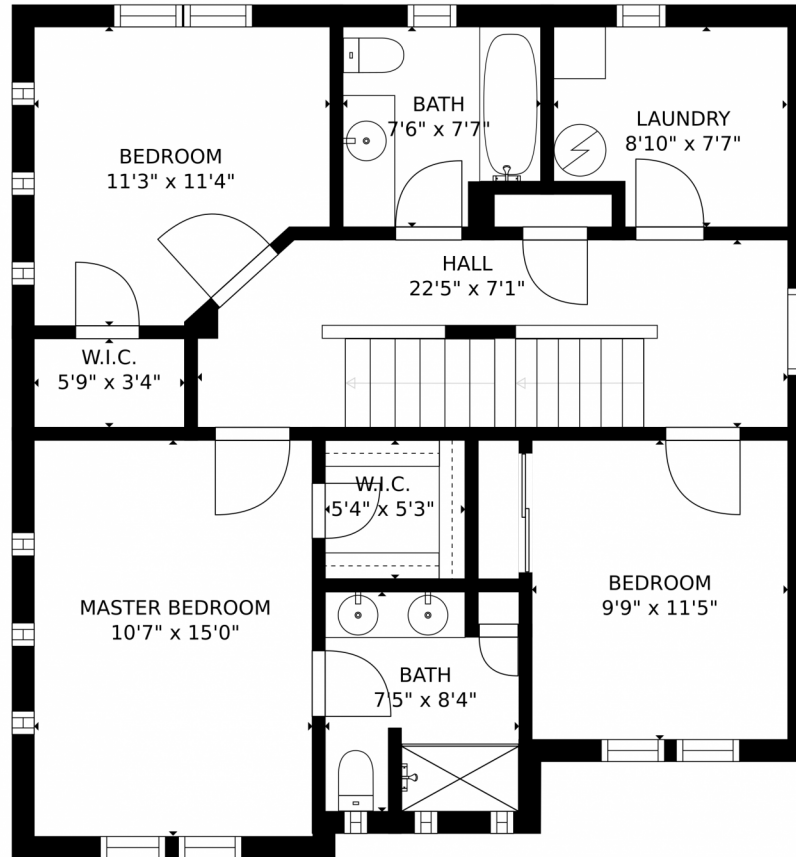 BATH
7'6" x 7'7"
LAUNDRY
8'10" x 7'7"
BEDROOM
11'3" x 11'4"
HALL
22'5" x 7'1"
W.I.C.
5'9" x 3'4"
W.I.C.
5'4" x 5'3"
MASTER BEDROOM
10'7" x 15'0"
BEDROOM
9'9" x 11'5"
BATH
7'5" x 8'4"